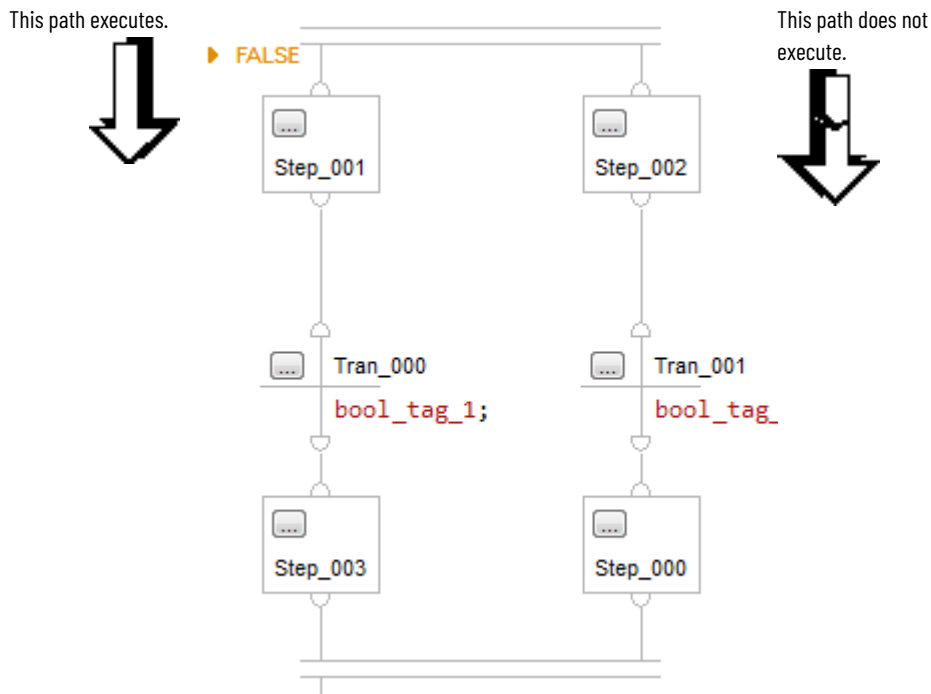 This path executes.
This path does not
execute.
FALSE
...
...
Step_001
Step_002
...
Tran_000
...
Tran_001
bool_tag_1;
bool_tag_
...
...
Step_003
Step_000